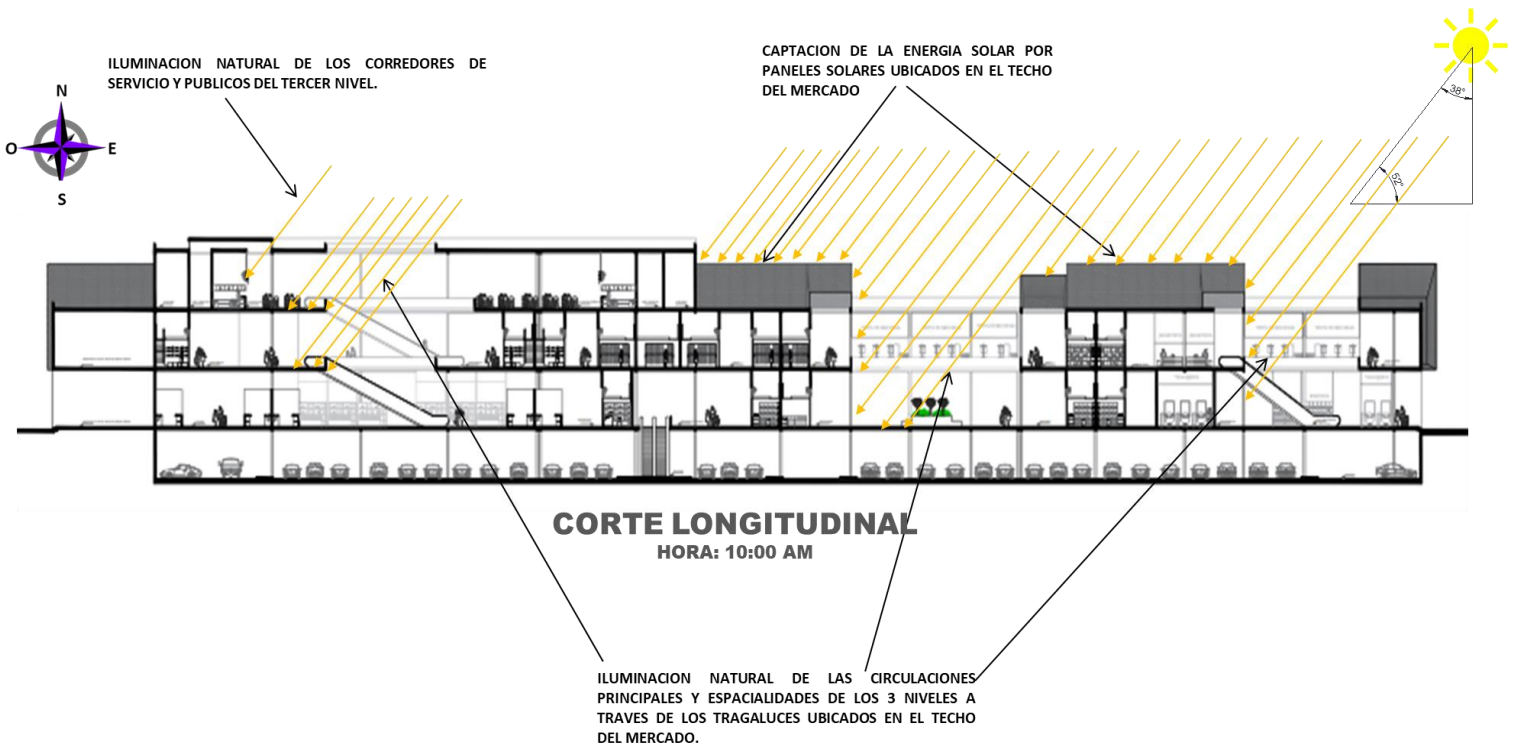 ILUMINACION NATURAL DE LOS CORREDORES DE
SERVICIO Y PUBLICOS DEL TERCER NIVEL.
CAPTACION DE LA ENERGIA SOLAR POR
PANELES SOLARES UBICADOS EN EL TECHO
DEL MERCADO
38°
52°
N
O
E
S
CORTE LONGITUDINAL
HORA: 10:00 AM
ILUMINACION NATURAL DE LAS CIRCULACIONES
PRINCIPALES Y ESPACIALIDADES DE LOS 3 NIVELES A
TRAVES DE LOS TRAGALUCES UBICADOS EN EL TECHO
DEL MERCADO.